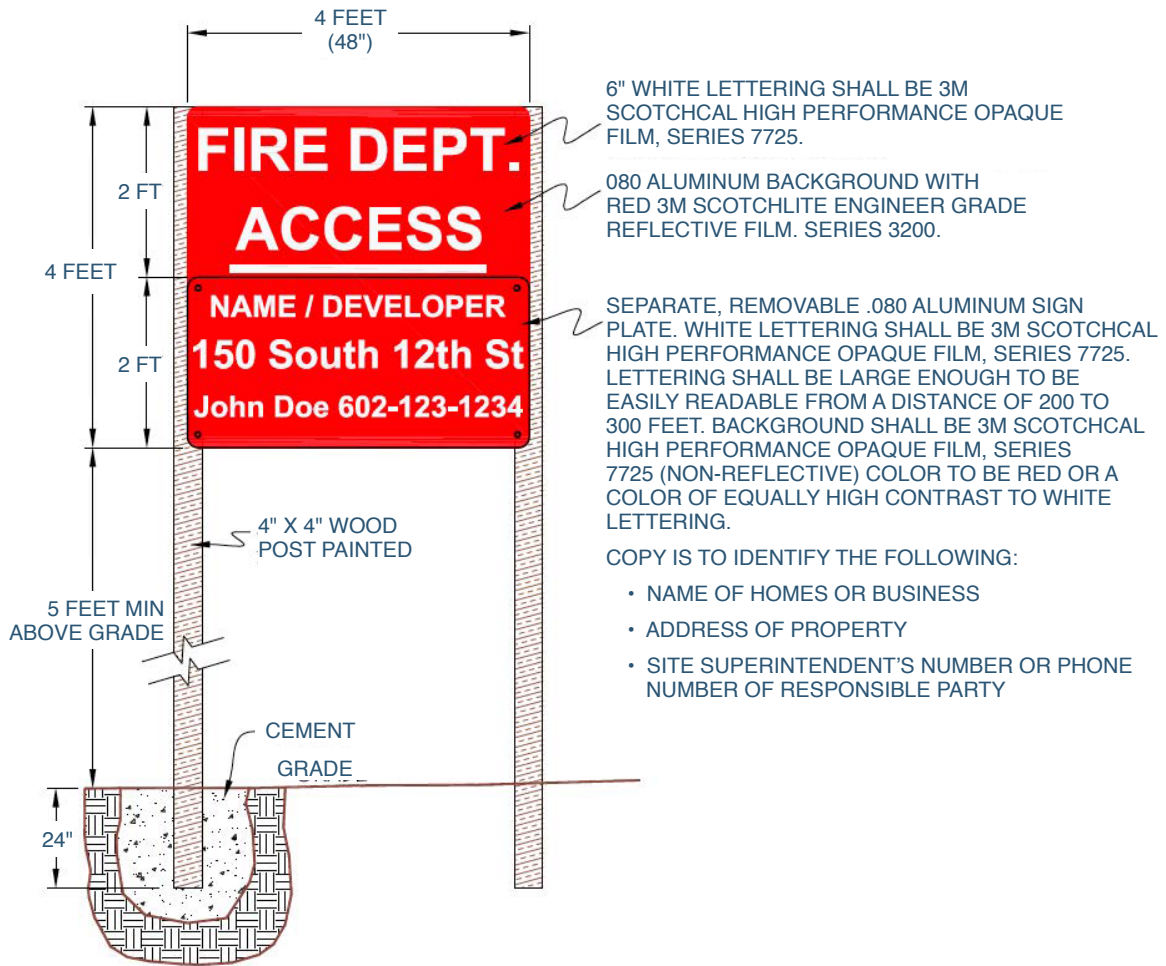 4 FEET
(48")
6" WHITE LETTERING SHALL BE 3M
SCOTCHCAL HIGH PERFORMANCE OPAQUE
FILM, SERIES 7725.
FIRE DEPT.
ACCESS
2 FT
080 ALUMINUM BACKGROUND WITH
RED 3M SCOTCHLITE ENGINEER GRADE
REFLECTIVE FILM. SERIES 3200.
4 FEET
NAME / DEVELOPER
150 South 12th St
John Doe 602-123-1234
2 FT
SEPARATE, REMOVABLE .080 ALUMINUM SIGN
PLATE. WHITE LETTERING SHALL BE 3M SCOTCHCAL
HIGH PERFORMANCE OPAQUE FILM, SERIES 7725.
LETTERING SHALL BE LARGE ENOUGH TO BE
EASILY READABLE FROM A DISTANCE OF 200 TO
300 FEET. BACKGROUND SHALL BE 3M SCOTCHCAL
HIGH PERFORMANCE OPAQUE FILM, SERIES
7725 (NON-REFLECTIVE) COLOR TO BE RED OR A
COLOR OF EQUALLY HIGH CONTRAST TO WHITE
LETTERING.
4" X 4" WOOD
POST PAINTED
COPY IS TO IDENTIFY THE FOLLOWING:
• NAME OF HOMES OR BUSINESS
• ADDRESS OF PROPERTY
• SITE SUPERINTENDENT'S NUMBER OR PHONE
NUMBER OF RESPONSIBLE PARTY
5 FEET MIN
ABOVE GRADE
CEMENT
GRADE
24"